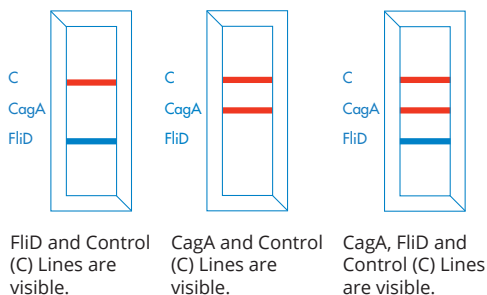 C
CagA
FliD
C
CagA
FliD
C
CagA
FliD
FliD and Control
(C) Lines are
visible.
CagA and Control
(C) Lines are
visible.
CagA, FliD and
Control (C) Lines
are visible.